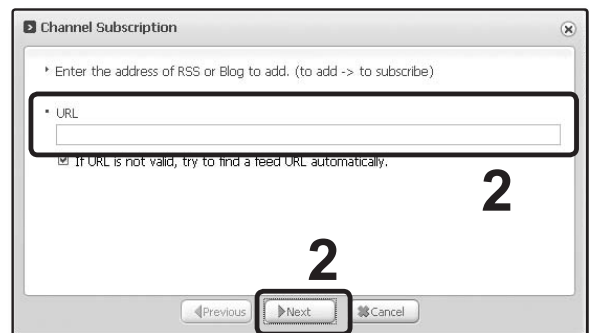 Channel Subscription
Enter the address of RSS or Blog to add. (to add -> to subscribe)
URL
If URL is not valid, try to find a feed URL automatically.
2
2
Previous Next Cancel